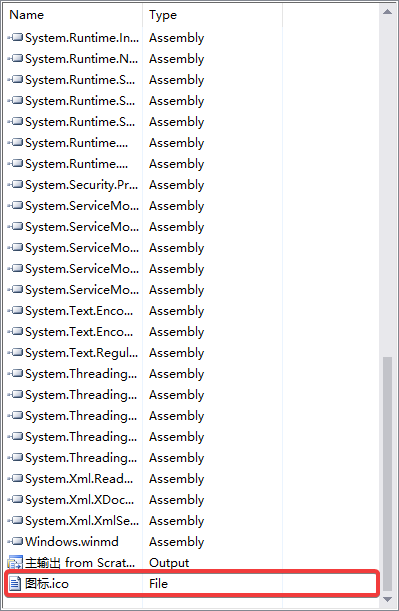 Name Type
System.Runtime.In... Assembly
System.Runtime.N... Assembly
System.Runtime.S... Assembly
System.Runtime.S... Assembly
System.Runtime.S... Assembly
System.Runtime.... Assembly
System.Runtime.... Assembly
System.Security.Pr... Assembly
System.ServiceMo... Assembly
System.ServiceMo... Assembly
System.ServiceMo... Assembly
System.ServiceMo... Assembly
System.ServiceMo... Assembly
System.Text.Enco... Assembly
System.Text.Enco... Assembly
System.Text.Regul... Assembly
System.Threading... Assembly
System.Threading... Assembly
System.Threading... Assembly
System.Threading... Assembly
System.Threading... Assembly
System.Xml.Read... Assembly
System.Xml.XDoc... Assembly
System.Xml.XmlSe... Assembly
Windows.winmd Assembly
主输出 from Scrat... Output
图标.ico File